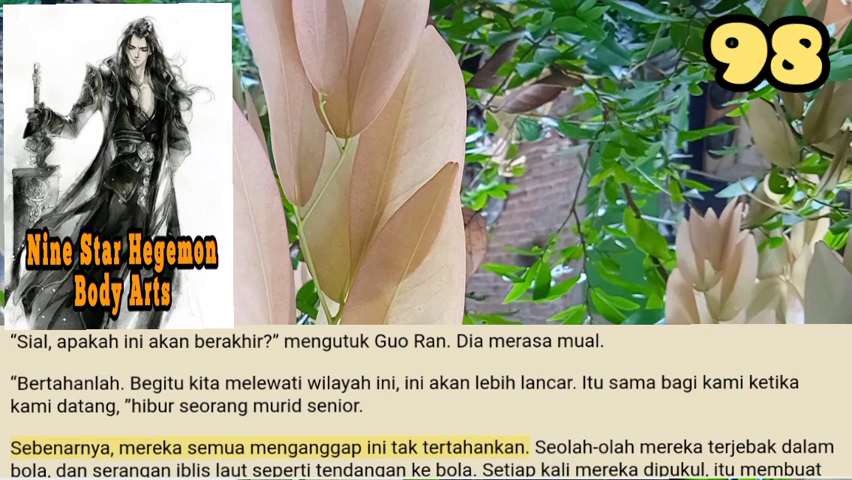 98
Nine Star Hegemon
Body Arts
“Sial, apakah ini akan berakhir?” mengutuk Guo Ran. Dia merasa mual.
“Bertahanlah. Begitu kita melewati wilayah ini, ini akan lebih lancar. Itu sama bagi kami ketika
kami datang, ”hibur seorang murid senior.
Sebenarnya, mereka semua menganggap ini tak tertahankan. Seolah-olah mereka terjebak dalam
bola, dan serangan iblis laut seperti tendangan ke bola. Setiap kali mereka dipukul, itu membuat